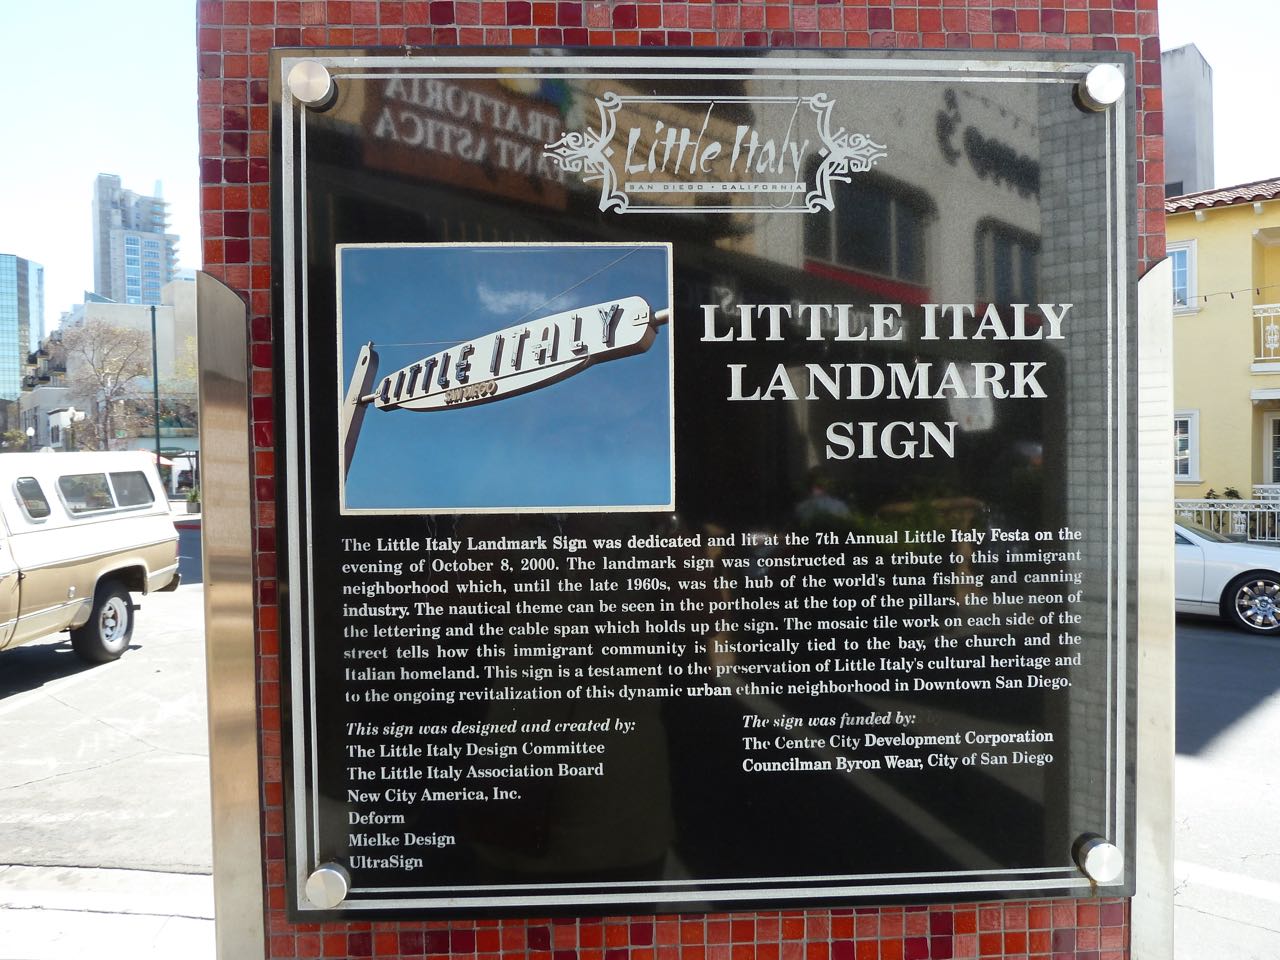 Little Italy
SAN DIEGO • CALIFORNIA
LITTLE ITALY
SAN DIEGO
LITTLE ITALY
LANDMARK
SIGN
The Little Italy Landmark Sign was dedicated and lit at the 7th Annual Little Italy Festa on the
evening of October 8, 2000. The landmark sign was constructed as a tribute to this immigrant
neighborhood which, until the late 1960s, was the hub of the world's tuna fishing and canning
industry. The nautical theme can be seen in the portholes at the top of the pillars, the blue neon of
the lettering and the cable span which holds up the sign. The mosaic tile work on each side of the
street tells how this immigrant community is historically tied to the bay, the church and the
Italian homeland. This sign is a testament to the preservation of Little Italy's cultural heritage and
to the ongoing revitalization of this dynamic urban ethnic neighborhood in Downtown San Diego.
This sign was designed and created by:
The Little Italy Design Committee
The Little Italy Association Board
New City America, Inc.
Deform
Mielke Design
UltraSign
The sign was funded by:
The Centre City Development Corporation
Councilman Byron Wear, City of San Diego
TRATTORIA
FANTASTICA